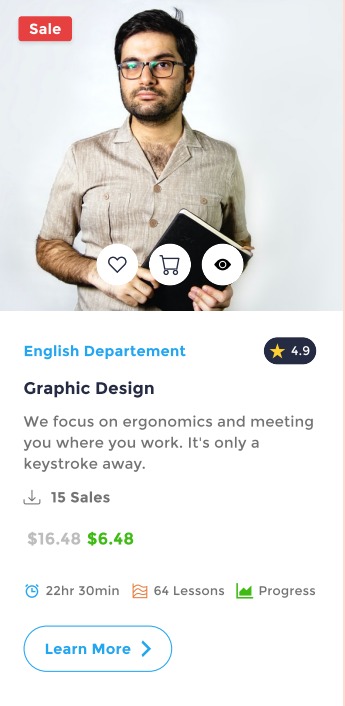 Sale
English Departement
4.9
Graphic Design
We focus on ergonomics and meeting
you where you work. It's only a
keystroke away.
15 Sales
$16.48 $6.48
22hr 30min
64 Lessons
Progress
Learn More